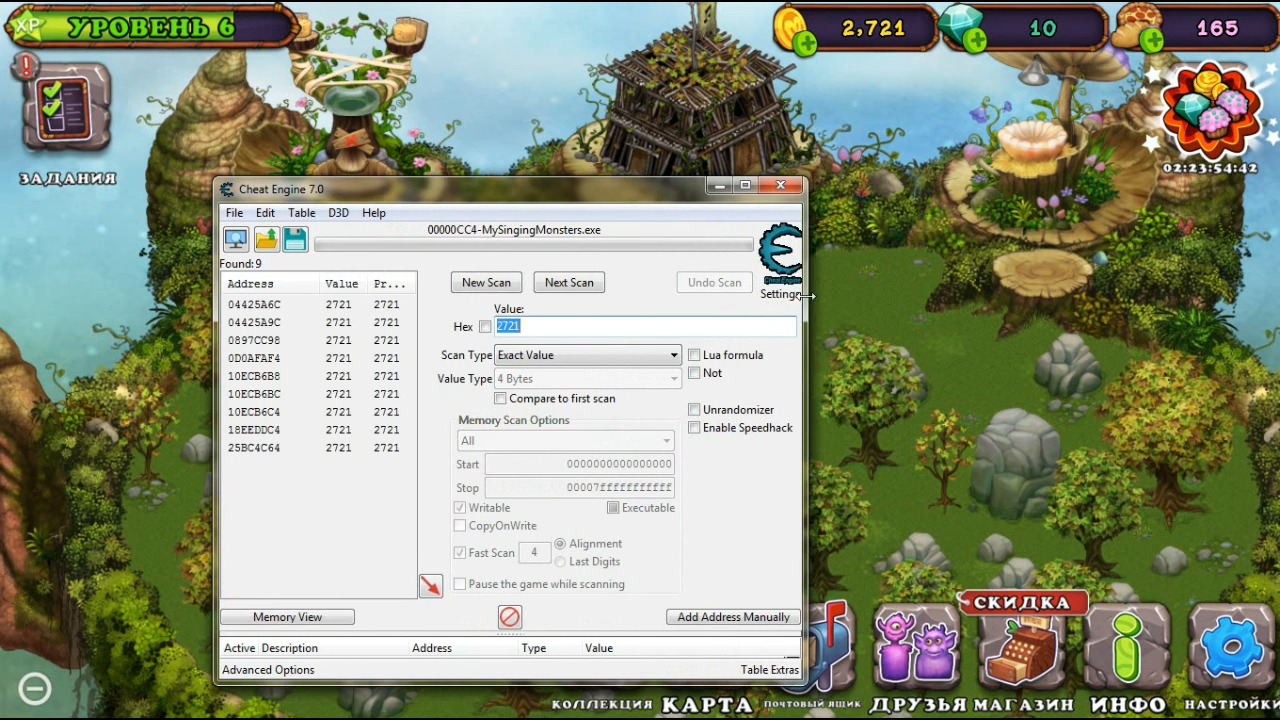 XP УРОВЕНЬ 6
2,721
10
165
!
ЗАДАНИЯ
02:23:54:42
Cheat Engine 7.0
File Edit Table D3D Help
00000CC4-MySingingMonsters.exe
Cheat Engine
Settings
Found:9
Address Value Pr...
04425A6C 2721 2721
04425A9C 2721 2721
0897CC98 2721 2721
0D0AFAF4 2721 2721
10ECB6B8 2721 2721
10ECB6BC 2721 2721
10ECB6C4 2721 2721
18EEDDC4 2721 2721
25BC4C64 2721 2721
New Scan Next Scan Undo Scan
Value:
Hex 2721
Scan Type Exact Value
Lua formula
Value Type 4 Bytes
Not
Compare to first scan
Unrandomizer
Enable Speedhack
Memory Scan Options
All
Start 0000000000000000
Stop 00007fffffffffff
Writable Executable
CopyOnWrite
Fast Scan 4 Alignment
Last Digits
Pause the game while scanning
Memory View
Add Address Manually
Active Description Address Type Value
Advanced Options Table Extras
СКИДКА
КОЛЛЕКЦИЯ КАРТА ПОЧТОВЫЙ ЯЩИК ДРУЗЬЯ МАГАЗИН ИНФО НАСТРОЙКИ